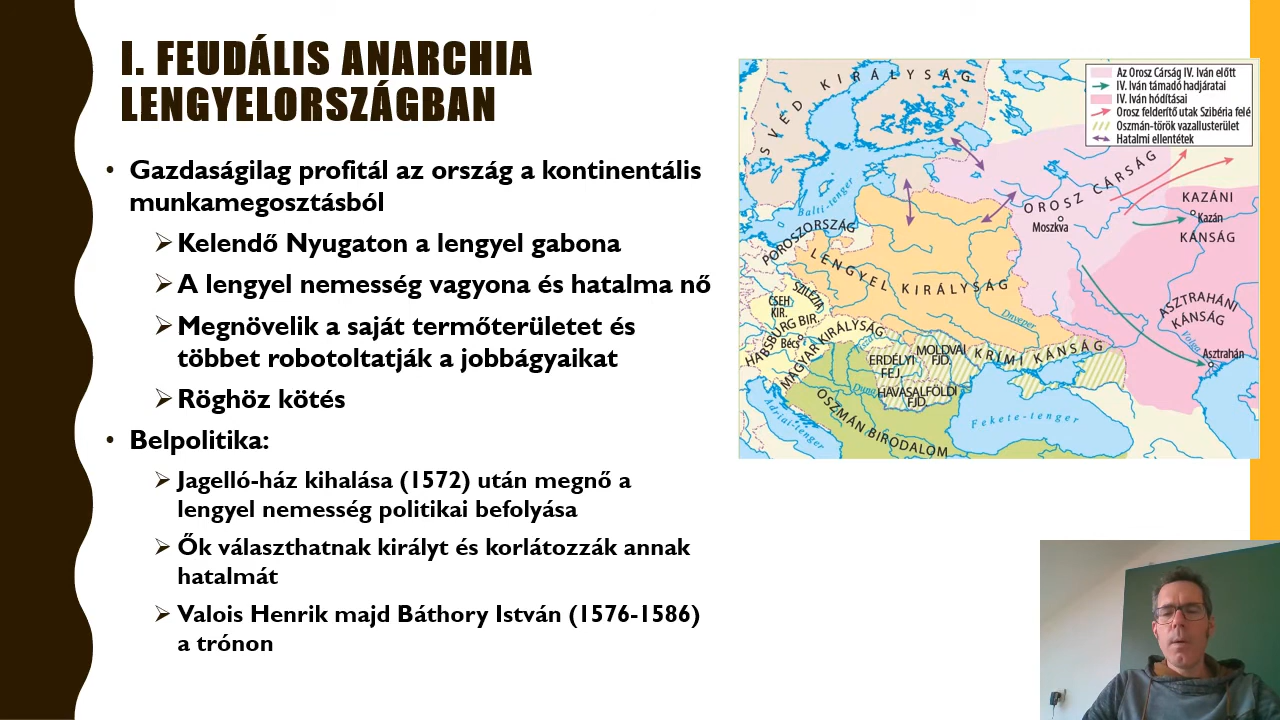 I. FEUDÁLIS ANARCHIA
LENGYELORSZÁGBAN
• Gazdaságilag profitál az ország a kontinentális
munkamegosztásból
➢ Kelendő Nyugaton a lengyel gabona
➢ A lengyel nemesség vagyona és hatalma nő
➢ Megnövelik a saját termőterületet és
többet robotoltatják a jobbágyaikat
➢ Röghöz kötés
• Belpolitika:
➢ Jagelló-ház kihalása (1572) után megnő a
lengyel nemesség politikai befolyása
➢ Ők választhatnak királyt és korlátozzák annak
hatalmát
➢ Valois Henrik majd Báthory István (1576-1586)
a trónon
Az Orosz Cárság IV. Iván előtt
IV. Iván támadó hadjáratai
IV. Iván hódításai
Orosz felderítő utak Szibéria felé
Oszmán-török vazallusterület
Hatalmi ellentétek
SVÉD KIRÁLYSÁG
Balti-tenger
OROSZ CÁRSÁG
Moszkva
KAZÁNI
Kazán
KÁNSÁG
POROSZORSZÁG
LENGYEL KIRÁLYSÁG
SZILÉZIA
CSEH
KIR.
HABSBURG BIR.
Bécs
MAGYAR KIRÁLYSÁG
Tisza
Dnyeper
ASZTRAHÁNI
KÁNSÁG
Volga
Asztrahán
ERDÉLYI
FEJ.
MOLDVAI
FJD.
KRÍMI KÁNSÁG
HAVASALFÖLDI
FJD.
Duna
OSZMÁN BIRODALOM
Adriai-tenger
Fekete-tenger